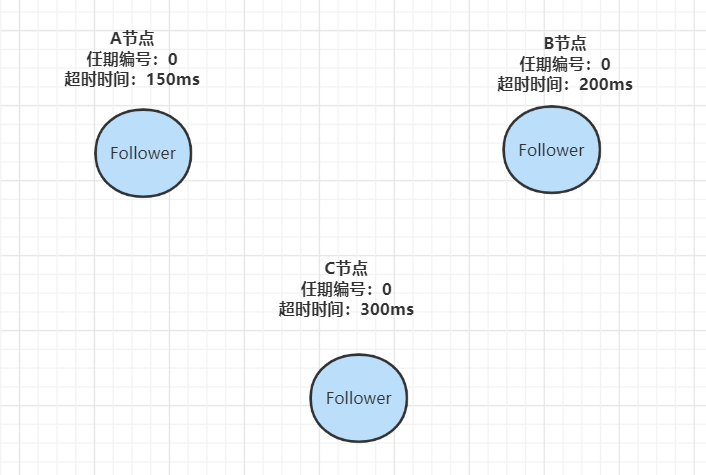 A节点
任期编号：0
超时时间：150ms
Follower
B节点
任期编号：0
超时时间：200ms
Follower
C节点
任期编号：0
超时时间：300ms
Follower